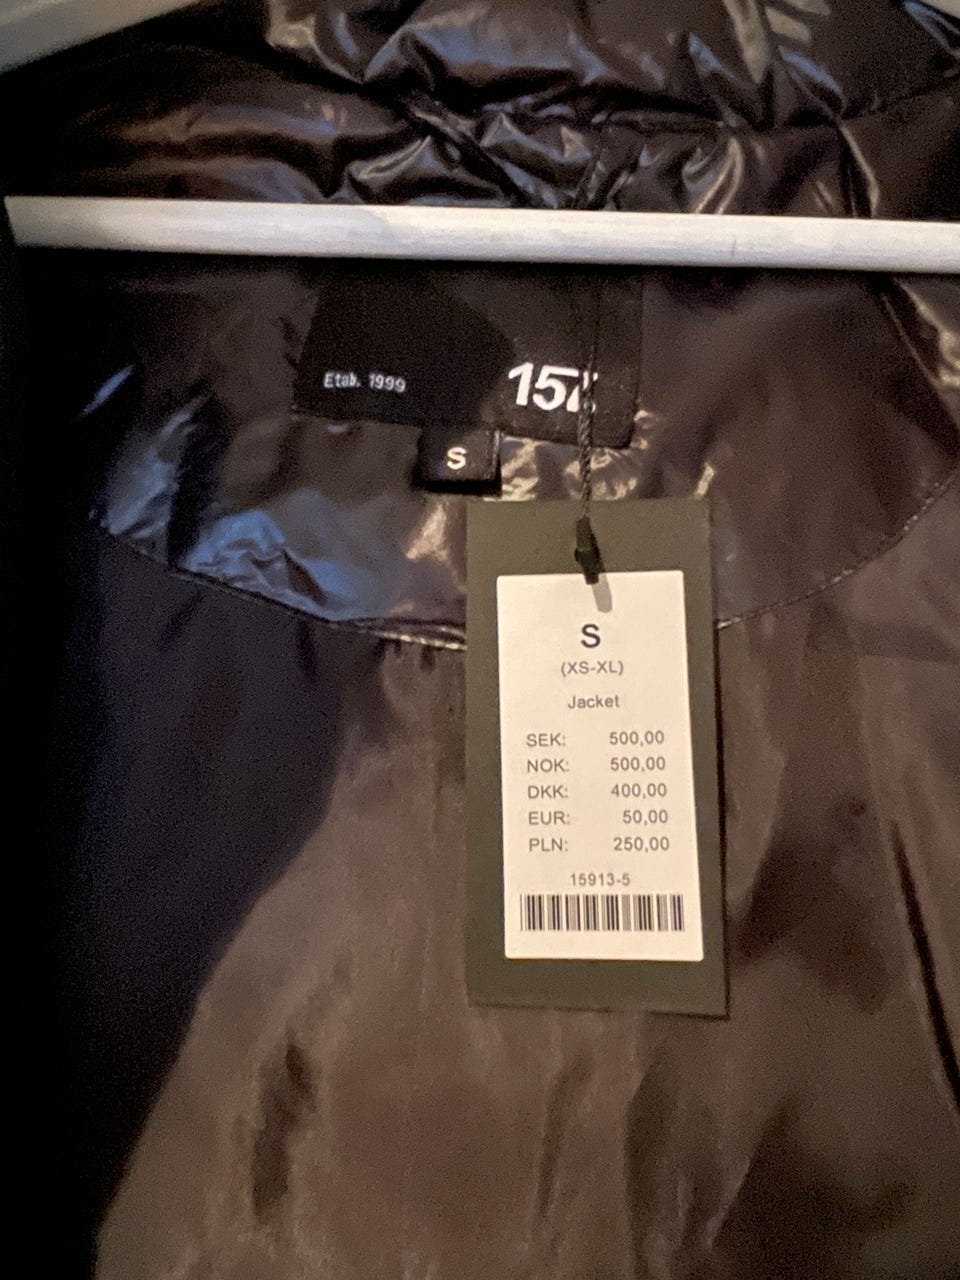 Etab. 1999
S
S
(XS-XL)
Jacket
SEK: 500,00
NOK: 500,00
DKK: 400,00
EUR: 50,00
PLN: 250,00
15913-5